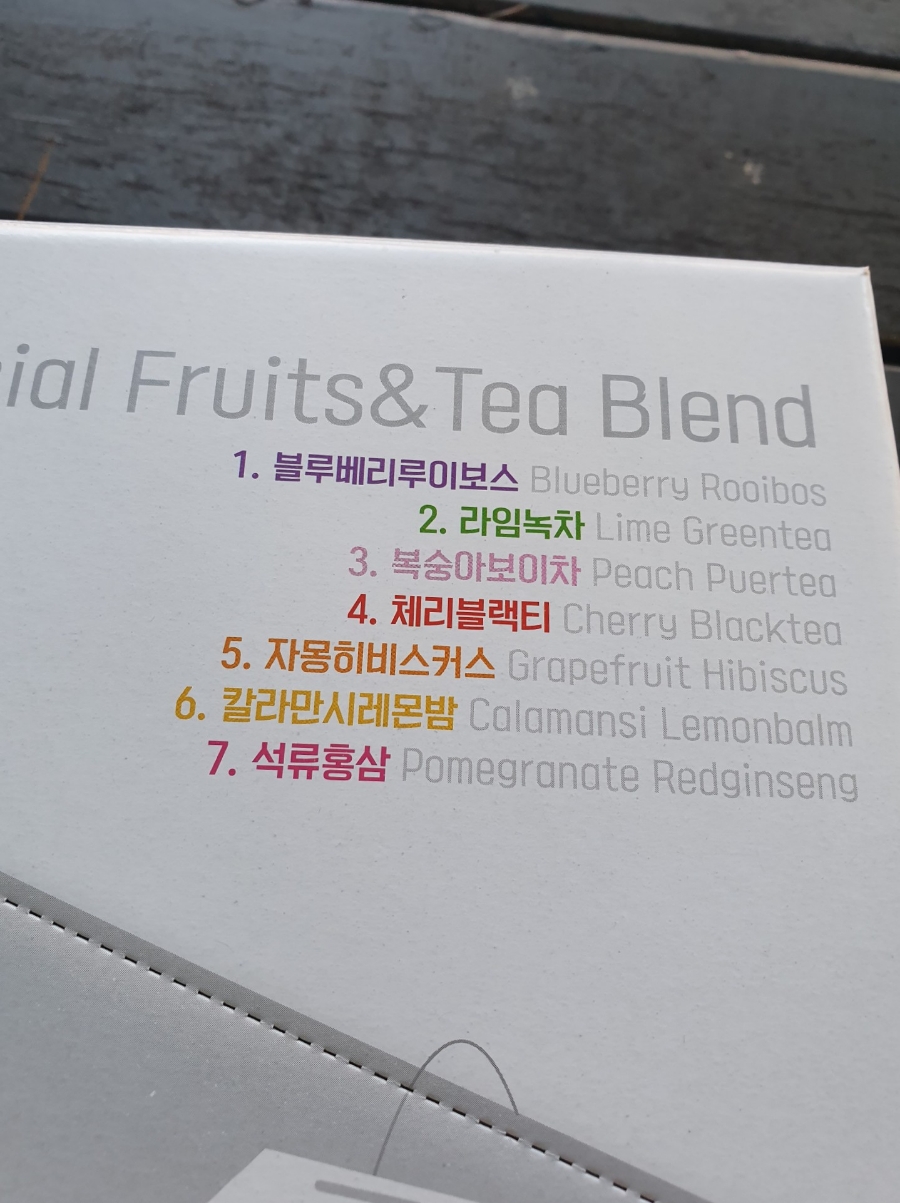 Fruits&Tea Blend
1. 블루베리루이보스 Blueberry Rooibos
2. 라임녹차 Lime Greentea
3. 복숭아보이차 Peach Puertea
4. 체리블랙티 Cherry Blacktea
5. 자몽히비스커스 Grapefruit Hibiscus
6. 칼라만시레몬밤 Calamansi Lemonbalm
7. 석류홍삼 Pomegranate Redginseng